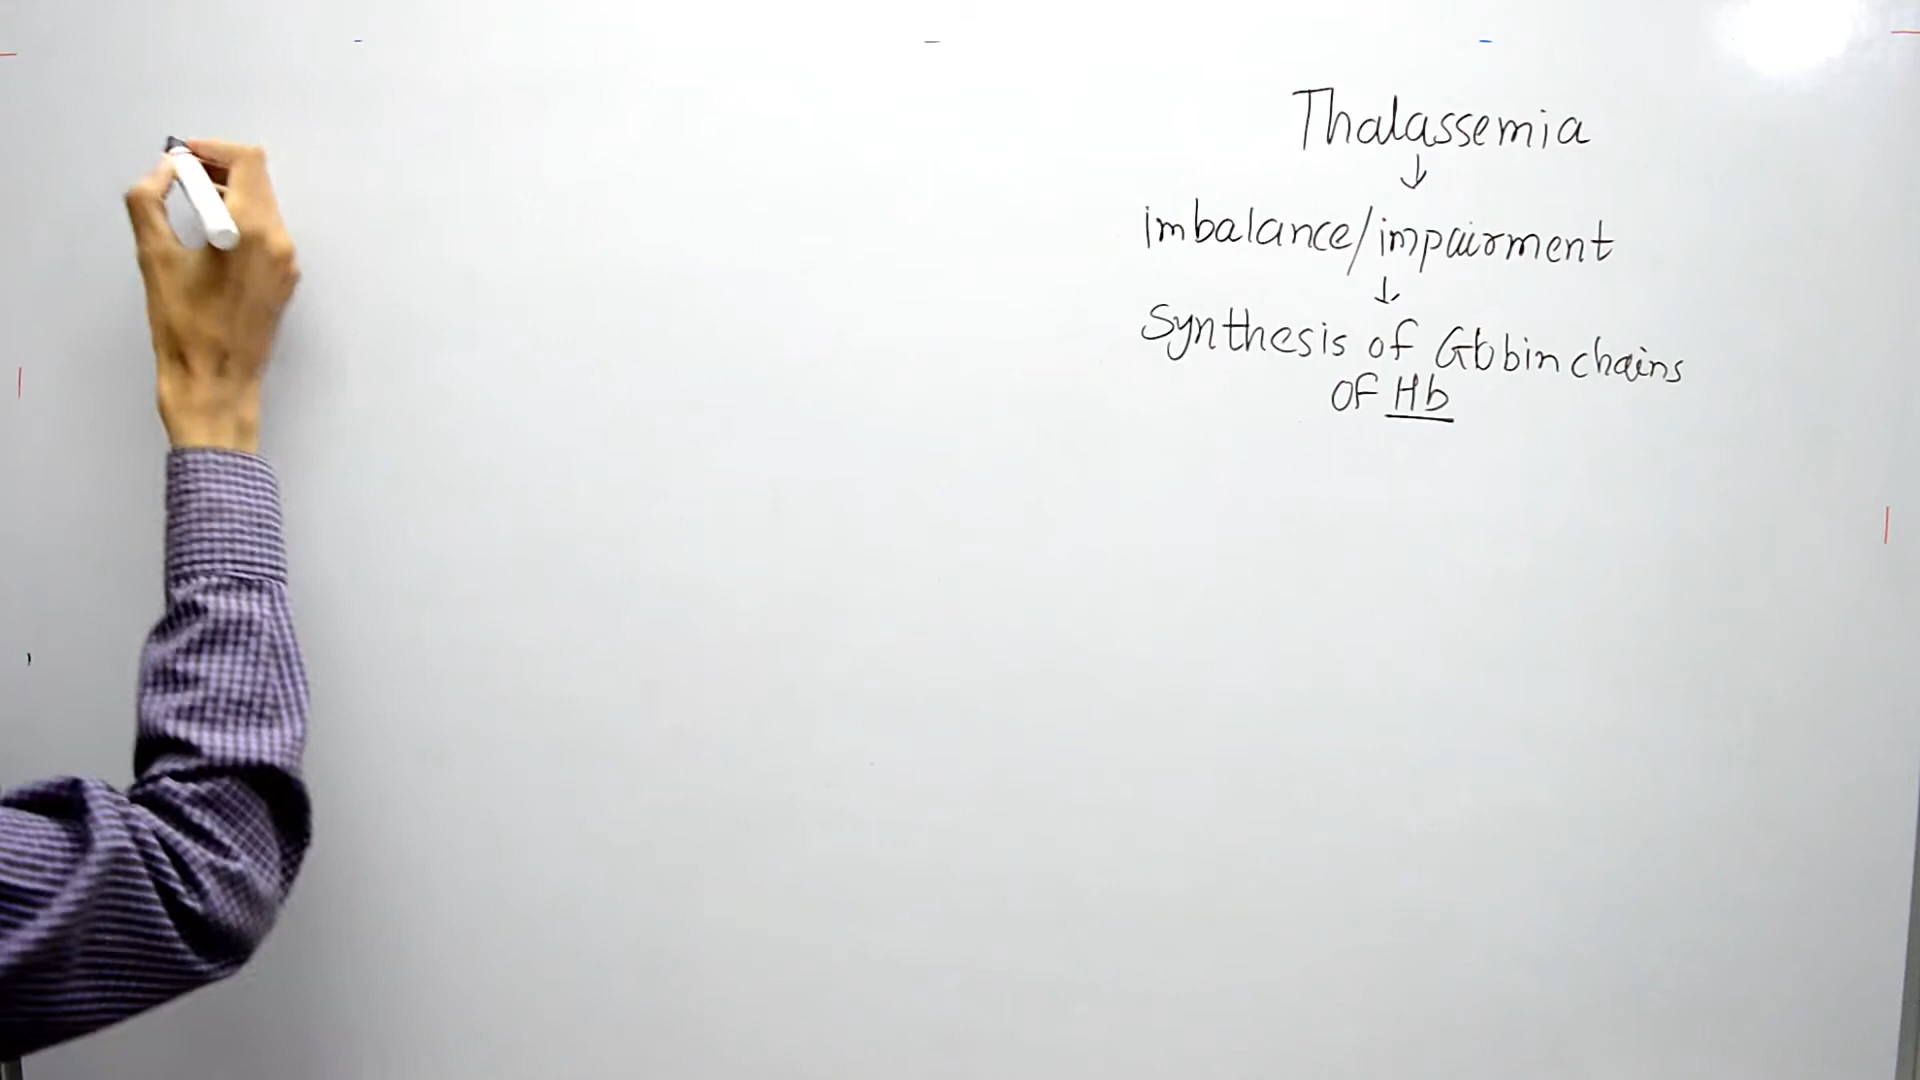 Thalassemia
↓
imbalance/impairment
↓
Synthesis of Globin chains
of Hb